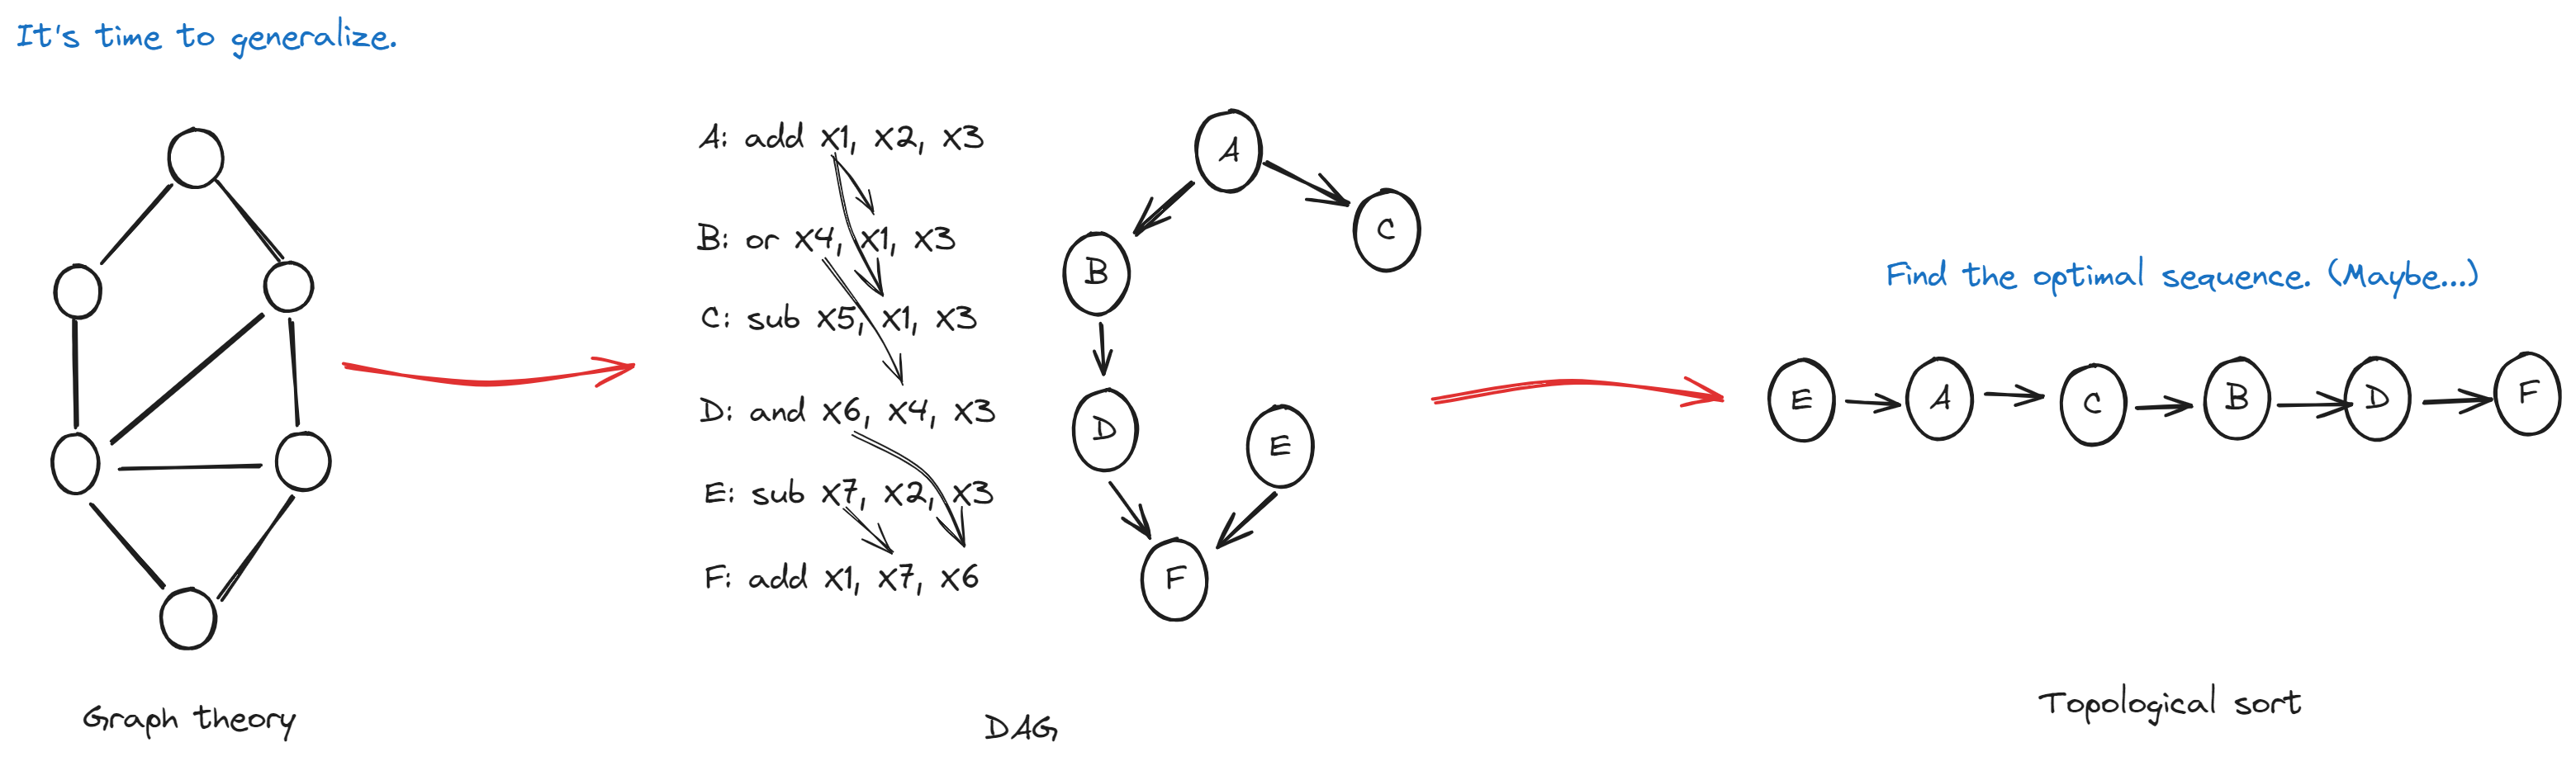 It's time to generalize.
A: add x1, x2, x3
B: or x4, x1, x3
C: sub x5, x1, x3
D: and x6, x4, x3
E: sub x7, x2, x3
F: add x1, x7, x6
A
C
B
D
E
F
Find the optimal sequence. (Maybe...)
E
A
C
B
D
F
Graph theory
DAG
Topological sort